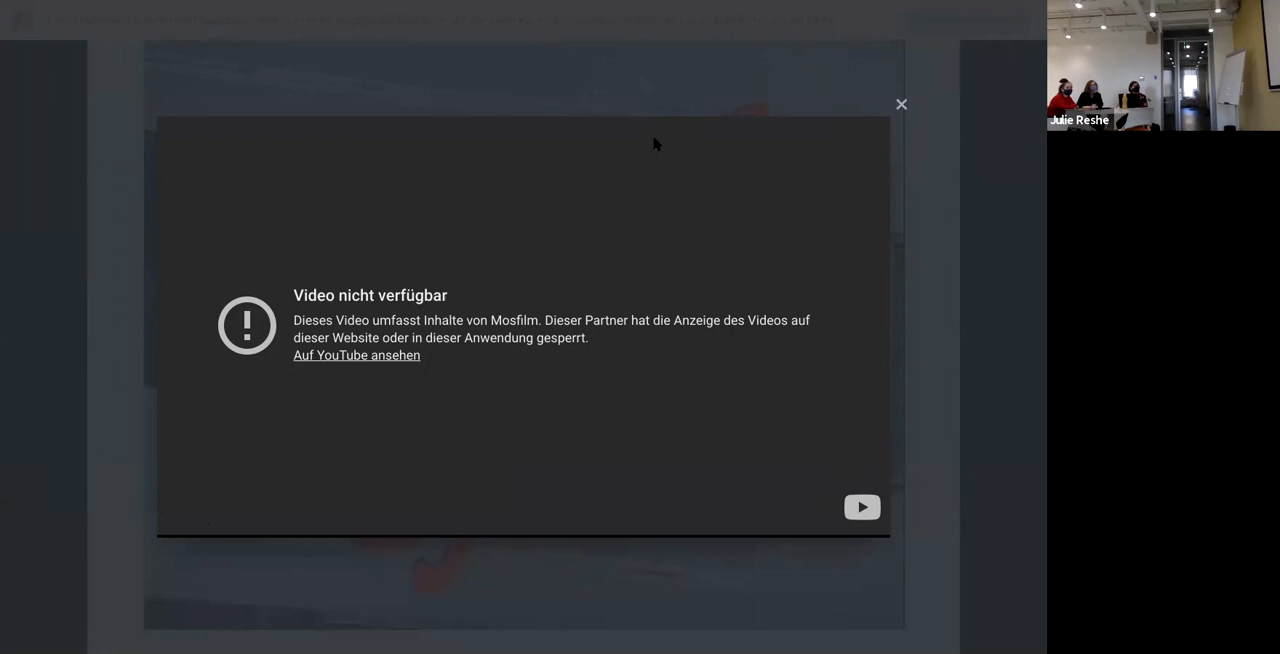 Julie Reshe
Video nicht verfügbar
Dieses Video umfasst Inhalte von Mosfilm. Dieser Partner hat die Anzeige des Videos auf
dieser Website oder in dieser Anwendung gesperrt.
Auf YouTube ansehen